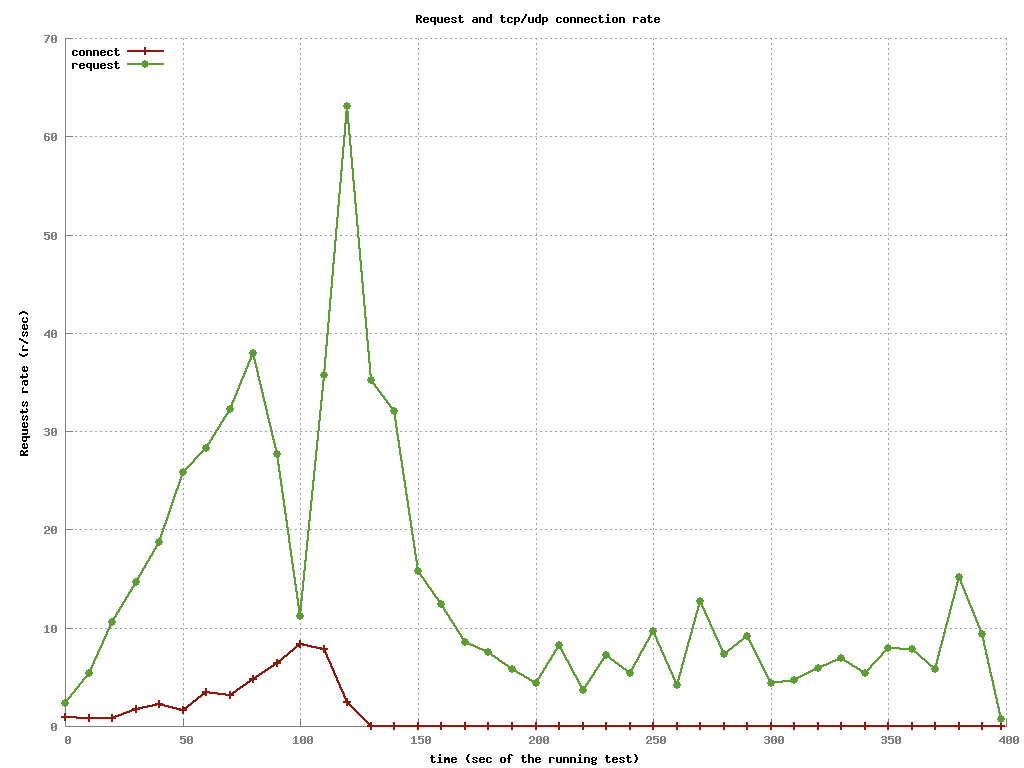 Request and tcp/udp connection rate
connect
request
70
60
50
40
30
20
10
0
Requests rate (r/sec)
0 50 100 150 200 250 300 350 400
time (sec of the running test)